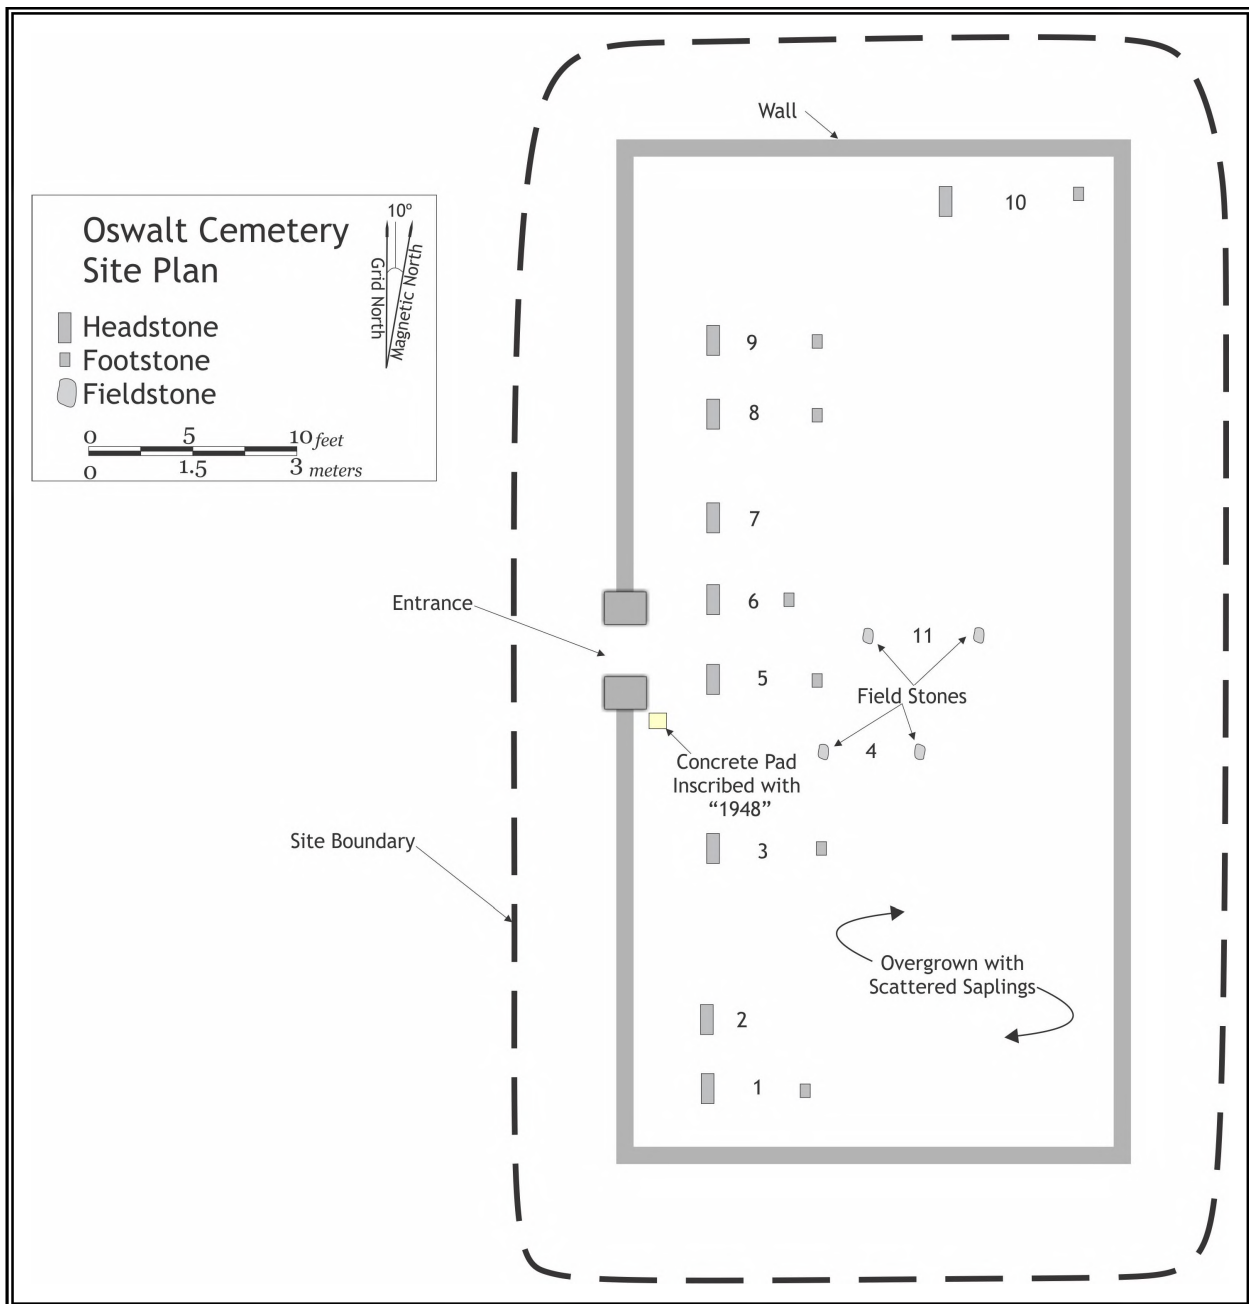 Wall
Oswalt Cemetery
Site Plan
10º
Grid North
Magnetic North
Headstone
Footstone
Fieldstone
0 5 10 feet
0 1.5 3 meters
10
9
8
7
6
Entrance
11
5
Field Stones
4
Concrete Pad
Inscribed with
“1948”
Site Boundary
3
Overgrown with
Scattered Saplings
2
1